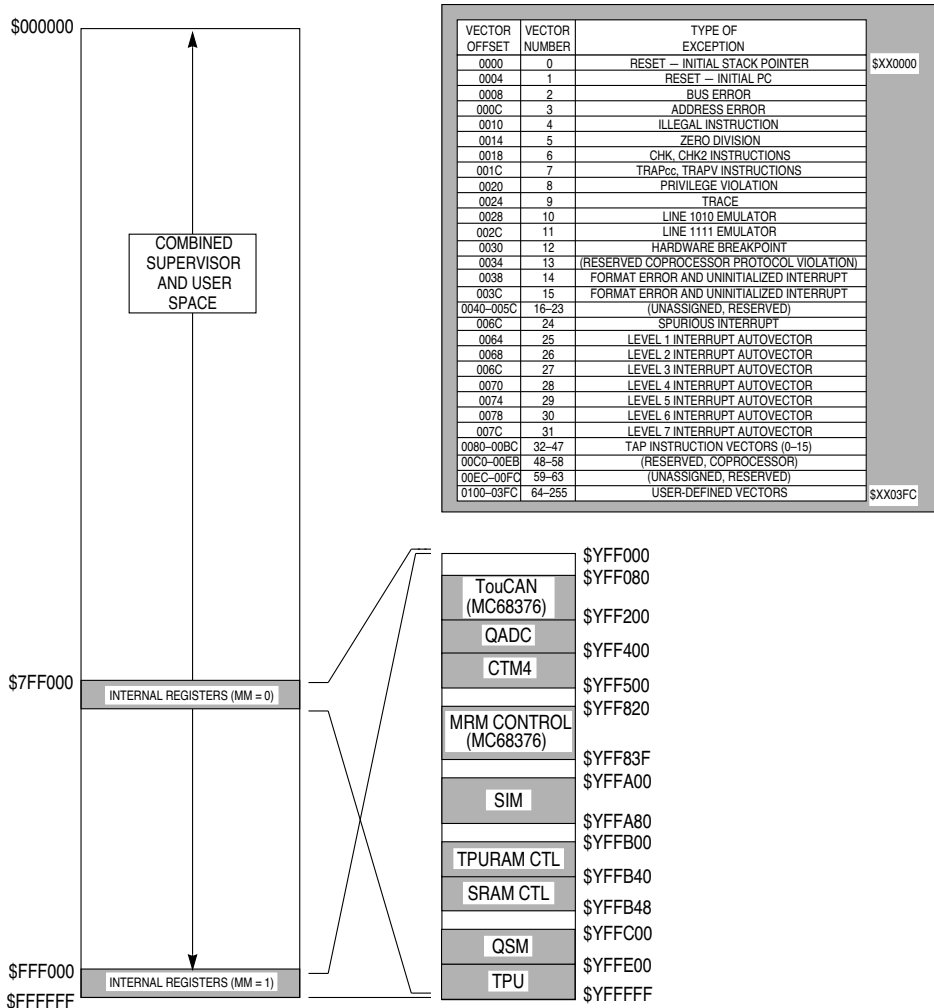 $000000
COMBINED
SUPERVISOR
AND USER
SPACE
$7FF000
INTERNAL REGISTERS (MM = 0)
$FFF000
INTERNAL REGISTERS (MM = 1)
$FFFFFF
VECTOR OFFSET VECTOR NUMBER TYPE OF EXCEPTION
0000 0 RESET — INITIAL STACK POINTER $XX0000
0004 1 RESET — INITIAL PC
0008 2 BUS ERROR
000C 3 ADDRESS ERROR
0010 4 ILLEGAL INSTRUCTION
0014 5 ZERO DIVISION
0018 6 CHK, CHK2 INSTRUCTIONS
001C 7 TRAPcc, TRAPV INSTRUCTIONS
0020 8 PRIVILEGE VIOLATION
0024 9 TRACE
0028 10 LINE 1010 EMULATOR
002C 11 LINE 1111 EMULATOR
0030 12 HARDWARE BREAKPOINT
0034 13 (RESERVED COPROCESSOR PROTOCOL VIOLATION)
0038 14 FORMAT ERROR AND UNINITIALIZED INTERRUPT
003C 15 FORMAT ERROR AND UNINITIALIZED INTERRUPT
0040–005C 16–23 (UNASSIGNED, RESERVED)
006C 24 SPURIOUS INTERRUPT
0064 25 LEVEL 1 INTERRUPT AUTOVECTOR
0068 26 LEVEL 2 INTERRUPT AUTOVECTOR
006C 27 LEVEL 3 INTERRUPT AUTOVECTOR
0070 28 LEVEL 4 INTERRUPT AUTOVECTOR
0074 29 LEVEL 5 INTERRUPT AUTOVECTOR
0078 30 LEVEL 6 INTERRUPT AUTOVECTOR
007C 31 LEVEL 7 INTERRUPT AUTOVECTOR
0080–00BC 32–47 TAP INSTRUCTION VECTORS (0–15)
00C0–00EB 48–58 (RESERVED, COPROCESSOR)
00EC–00FC 59–63 (UNASSIGNED, RESERVED)
0100–03FC 64–255 USER-DEFINED VECTORS $XX03FC
$YFF000
$YFF080
TouCAN
(MC68376)
$YFF200
QADC
$YFF400
CTM4
$YFF500
$YFF820
MRM CONTROL
(MC68376)
$YFF83F
$YFFA00
SIM
$YFFA80
$YFFB00
TPURAM CTL
$YFFB40
SRAM CTL
$YFFB48
$YFFC00
QSM
$YFFE00
TPU
$YFFFFF